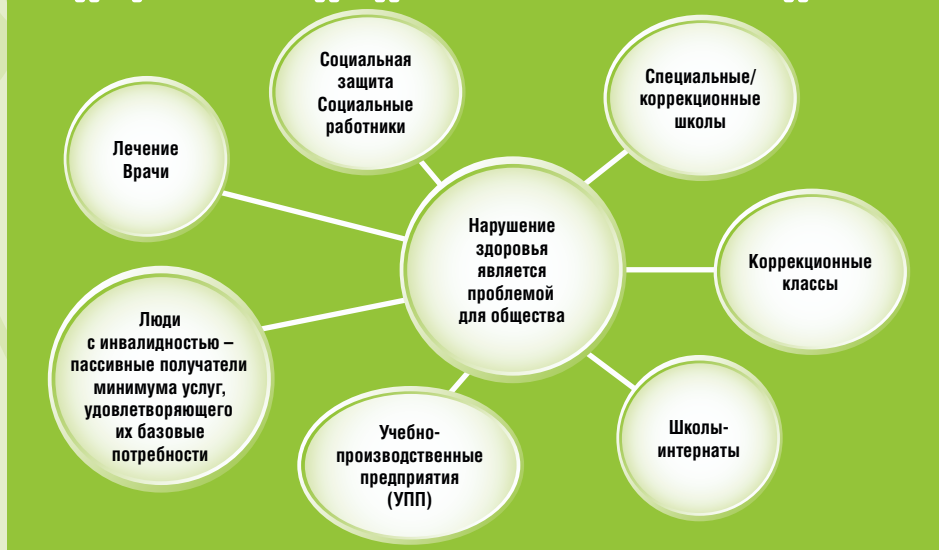 Социальная
защита
Социальные
работники
Специальные/
коррекционные
школы
Лечение
Врачи
Нарушение
здоровья
является
проблемой
для общества
Коррекционные
классы
Люди
с инвалидностью –
пассивные получатели
минимума услуг,
удовлетворяющего
их базовые
потребности
Учебно-
производственные
предприятия
(УПП)
Школы-
интернаты